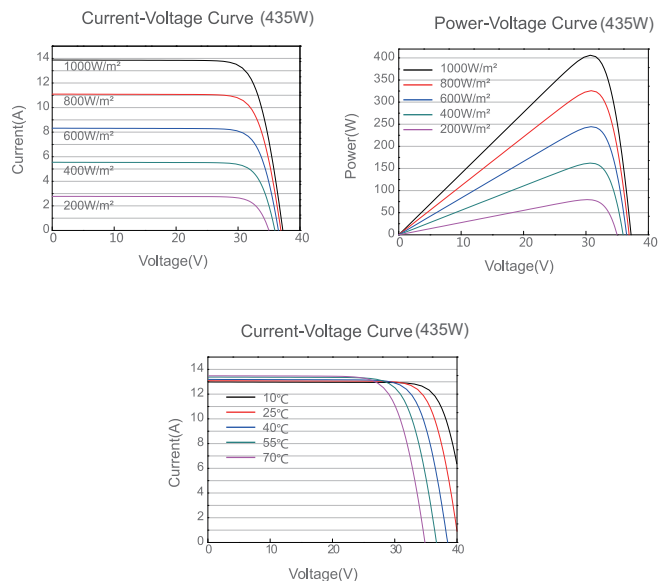 Current-Voltage Curve (435W)
14
12
10
8
6
4
2
0
Current(A)
1000W/m²
800W/m²
600W/m²
400W/m²
200W/m²
0 10 20 30 40
Voltage(V)
Power-Voltage Curve (435W)
400
350
300
250
200
150
100
50
0
Power(W)
1000W/m²
800W/m²
600W/m²
400W/m²
200W/m²
0 10 20 30 40
Voltage(V)
Current-Voltage Curve (435W)
14
12
10
8
6
4
2
0
Current(A)
10℃
25℃
40℃
55℃
70℃
0 10 20 30 40
Voltage(V)